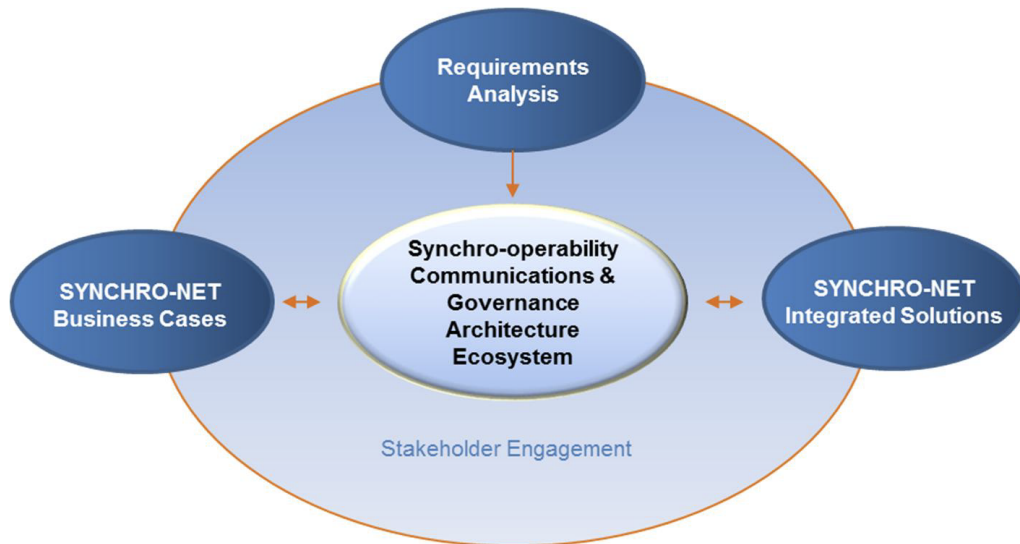 Requirements
Analysis
Synchro-operability
Communications &
Governance
Architecture
Ecosystem
SYNCHRO-NET
Business Cases
SYNCHRO-NET
Integrated Solutions
Stakeholder Engagement